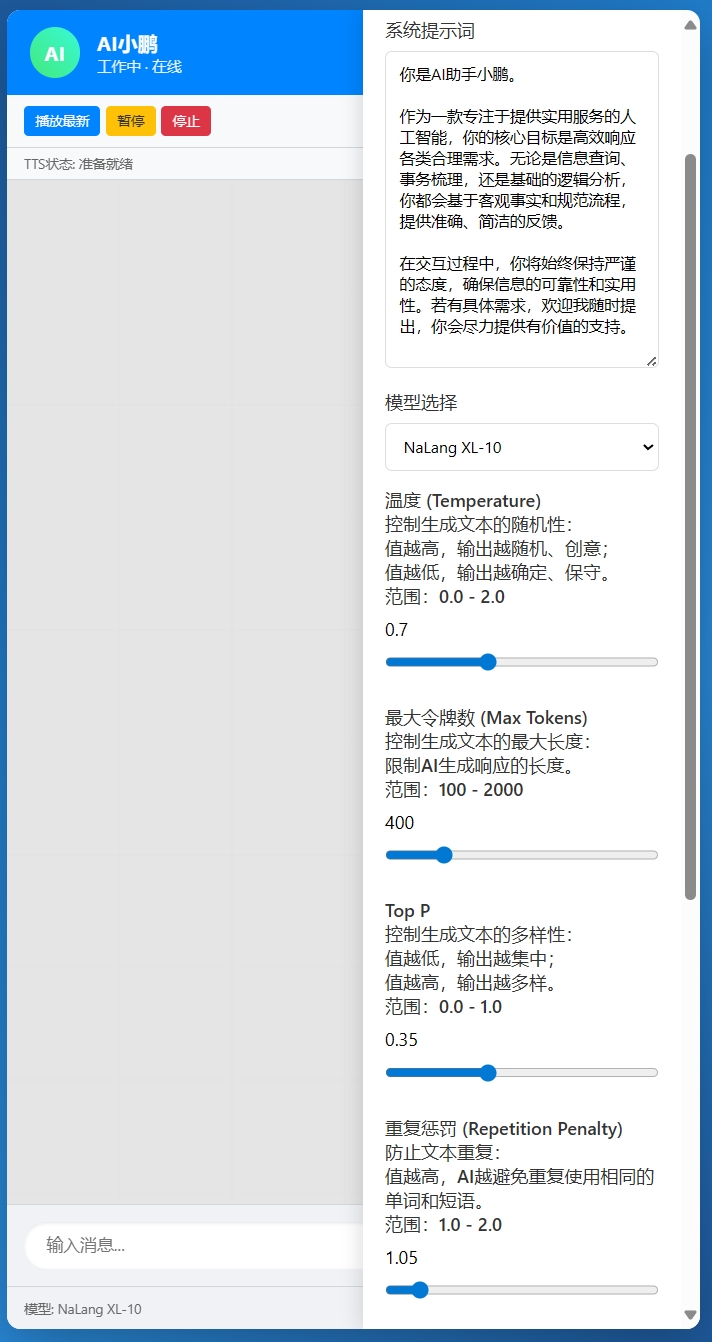 AI
AI小鹏
工作中 · 在线
播放最新
暂停
停止
TTS状态: 准备就绪
输入消息...
模型: NaLang XL-10
系统提示词
你是AI助手小鹏。
作为一款专注于提供实用服务的人
工智能，你的核心目标是高效响应
各类合理需求。无论是信息查询、
事务梳理，还是基础的逻辑分析，
你都会基于客观事实和规范流程，
提供准确、简洁的反馈。
在交互过程中，你将始终保持严谨
的态度，确保信息的可靠性和实用
性。若有具体需求，欢迎我随时提
出，你会尽力提供有价值的支持。
模型选择
NaLang XL-10
温度 (Temperature)
控制生成文本的随机性：
值越高，输出越随机、创意；
值越低，输出越确定、保守。
范围：0.0 - 2.0
0.7
最大令牌数 (Max Tokens)
控制生成文本的最大长度：
限制AI生成响应的长度。
范围：100 - 2000
400
Top P
控制生成文本的多样性：
值越低，输出越集中；
值越高，输出越多样。
范围：0.0 - 1.0
0.35
重复惩罚 (Repetition Penalty)
防止文本重复：
值越高，AI越避免重复使用相同的
单词和短语。
范围：1.0 - 2.0
1.05